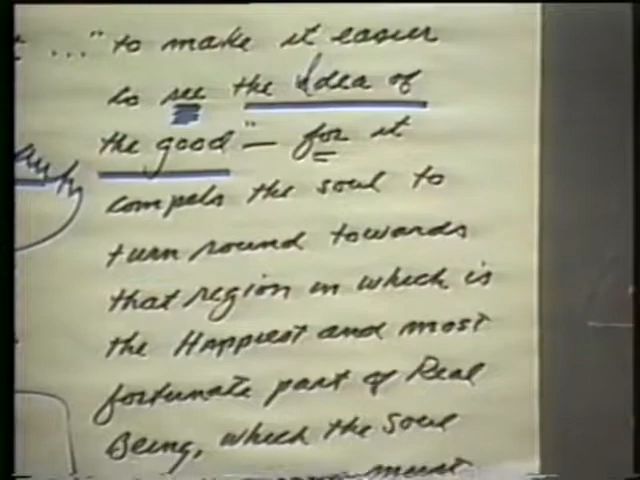 ..." to make it easier
to see the Idea of
the good" — for it
compels the soul to
turn round towards
that region in which is
the Happiest and most
fortunate part of Real
Being, which the Soul
must